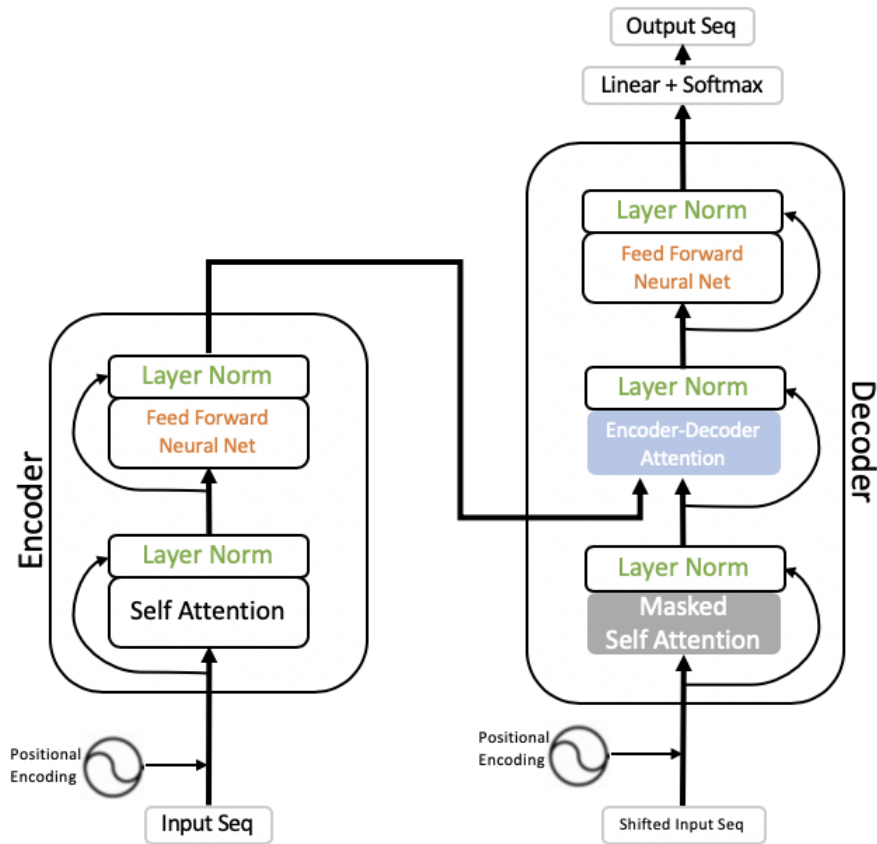 Output Seq
Linear + Softmax
Layer Norm
Feed Forward
Neural Net
Layer Norm
Encoder-Decoder
Attention
Layer Norm
Masked
Self Attention
Decoder
Positional
Encoding
Shifted Input Seq
Layer Norm
Feed Forward
Neural Net
Layer Norm
Self Attention
Encoder
Positional
Encoding
Input Seq